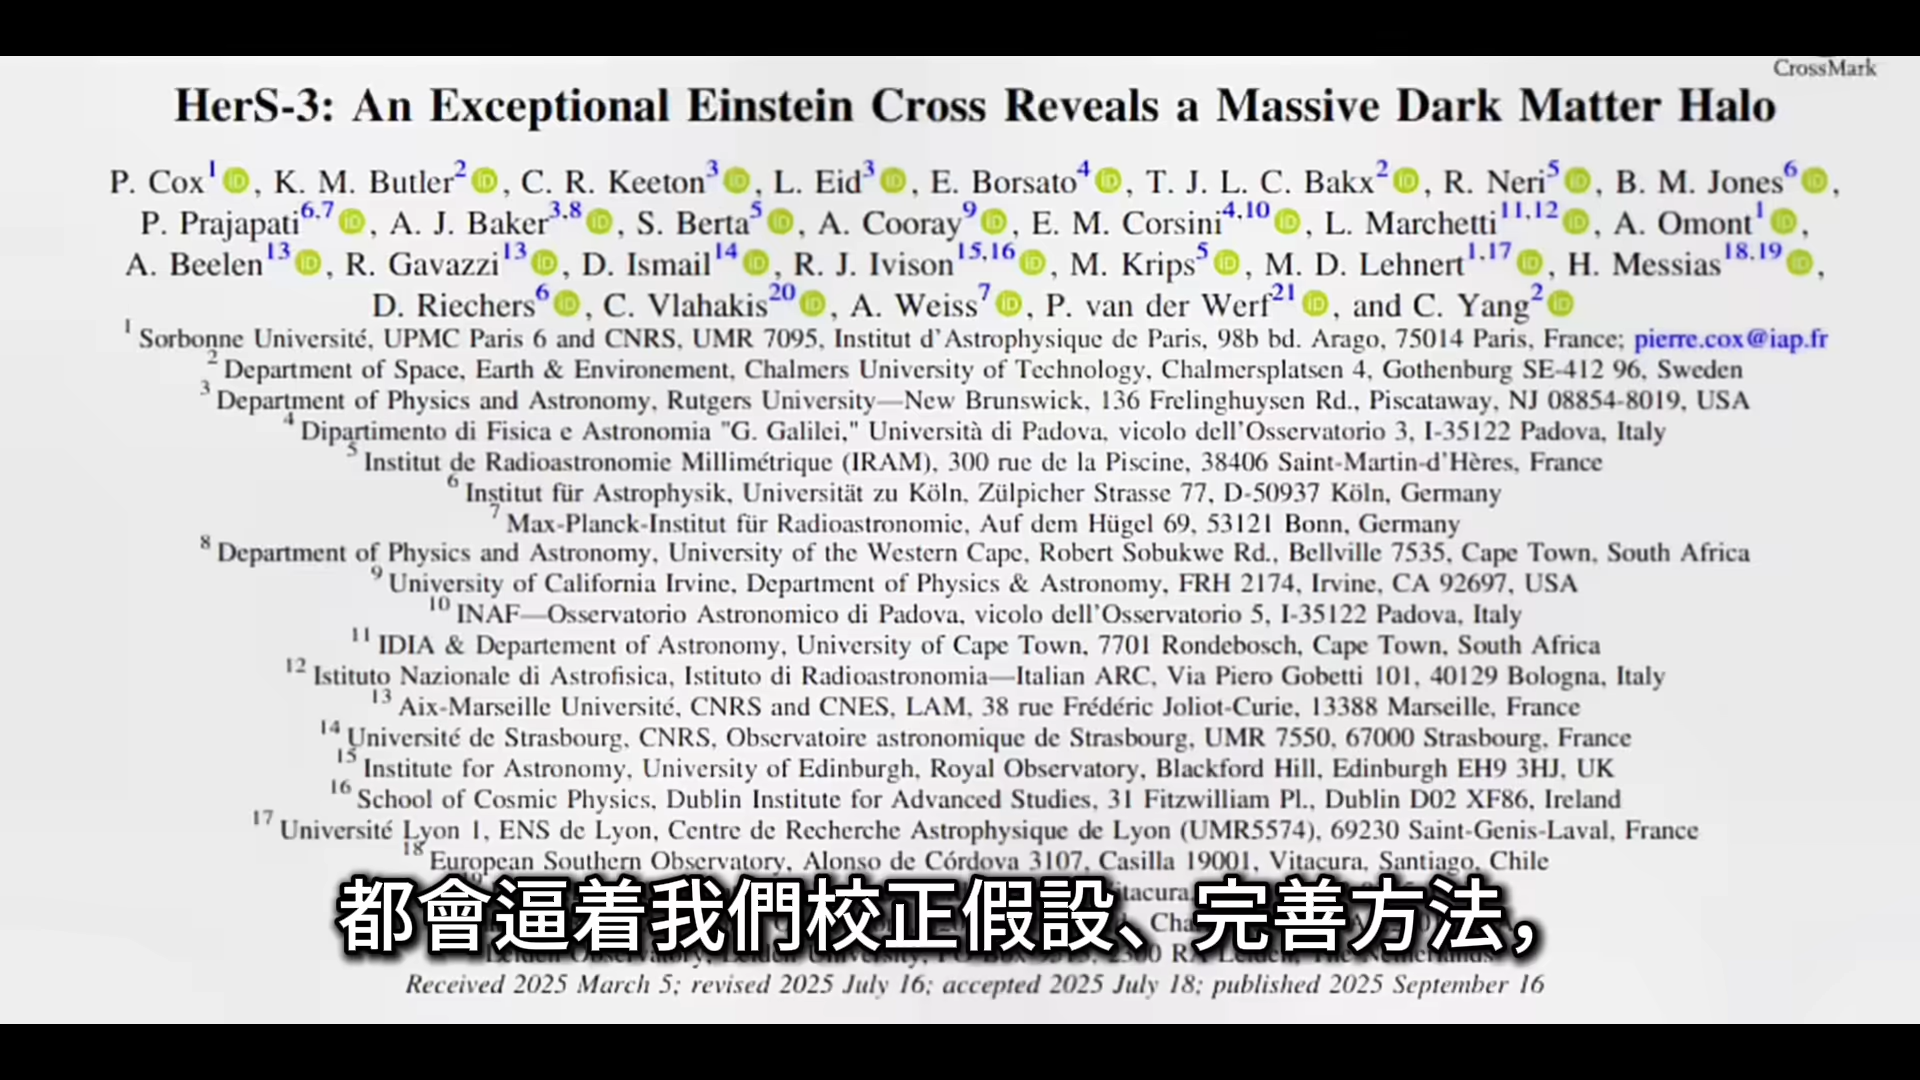 CrossMark
HerS-3: An Exceptional Einstein Cross Reveals a Massive Dark Matter Halo
P. Cox1, K. M. Butler2, C. R. Keeton3, L. Eid3, E. Borsato4, T. J. L. C. Bakx2, R. Neri5, B. M. Jones6,
P. Prajapati6,7, A. J. Baker3,8, S. Berta5, A. Cooray9, E. M. Corsini4,10, L. Marchetti11,12, A. Omont1,
A. Beelen13, R. Gavazzi13, D. Ismail14, R. J. Ivison15,16, M. Krips5, M. D. Lehnert1,17, H. Messias18,19,
D. Riechers6, C. Vlahakis20, A. Weiss7, P. van der Werf21, and C. Yang2
1 Sorbonne Université, UPMC Paris 6 and CNRS, UMR 7095, Institut d'Astrophysique de Paris, 98b bd. Arago, 75014 Paris, France; pierre.cox@iap.fr
2 Department of Space, Earth & Environement, Chalmers University of Technology, Chalmersplatsen 4, Gothenburg SE-412 96, Sweden
3 Department of Physics and Astronomy, Rutgers University—New Brunswick, 136 Frelinghuysen Rd., Piscataway, NJ 08854-8019, USA
4 Dipartimento di Fisica e Astronomia "G. Galilei," Università di Padova, vicolo dell'Osservatorio 3, I-35122 Padova, Italy
5 Institut de Radioastronomie Millimétrique (IRAM), 300 rue de la Piscine, 38406 Saint-Martin-d'Hères, France
6 Institut für Astrophysik, Universität zu Köln, Zülpicher Strasse 77, D-50937 Köln, Germany
7 Max-Planck-Institut für Radioastronomie, Auf dem Hügel 69, 53121 Bonn, Germany
8 Department of Physics and Astronomy, University of the Western Cape, Robert Sobukwe Rd., Bellville 7535, Cape Town, South Africa
9 University of California Irvine, Department of Physics & Astronomy, FRH 2174, Irvine, CA 92697, USA
10 INAF—Osservatorio Astronomico di Padova, vicolo dell'Osservatorio 5, I-35122 Padova, Italy
11 IDIA & Departement of Astronomy, University of Cape Town, 7701 Rondebosch, Cape Town, South Africa
12 Istituto Nazionale di Astrofisica, Istituto di Radioastronomia—Italian ARC, Via Piero Gobetti 101, 40129 Bologna, Italy
13 Aix-Marseille Université, CNRS and CNES, LAM, 38 rue Frédéric Joliot-Curie, 13388 Marseille, France
14 Université de Strasbourg, CNRS, Observatoire astronomique de Strasbourg, UMR 7550, 67000 Strasbourg, France
15 Institute for Astronomy, University of Edinburgh, Royal Observatory, Blackford Hill, Edinburgh EH9 3HJ, UK
16 School of Cosmic Physics, Dublin Institute for Advanced Studies, 31 Fitzwilliam Pl., Dublin D02 XF86, Ireland
17 Université Lyon 1, ENS de Lyon, Centre de Recherche Astrophysique de Lyon (UMR5574), 69230 Saint-Genis-Laval, France
18 European Southern Observatory, Alonso de Córdova 3107, Casilla 19001, Vitacura, Santiago, Chile
都會逼着我們校正假設、完善方法，
Received 2025 March 5; revised 2025 July 16; accepted 2025 July 18; published 2025 September 16